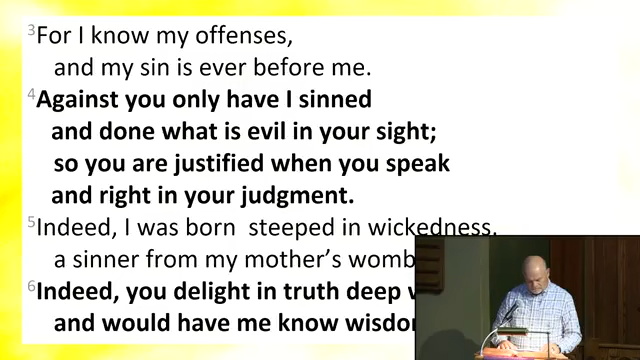 3For I know my offenses,
and my sin is ever before me.
4Against you only have I sinned
and done what is evil in your sight;
so you are justified when you speak
and right in your judgment.
5Indeed, I was born steeped in wickedness,
a sinner from my mother’s womb
6Indeed, you delight in truth deep
and would have me know